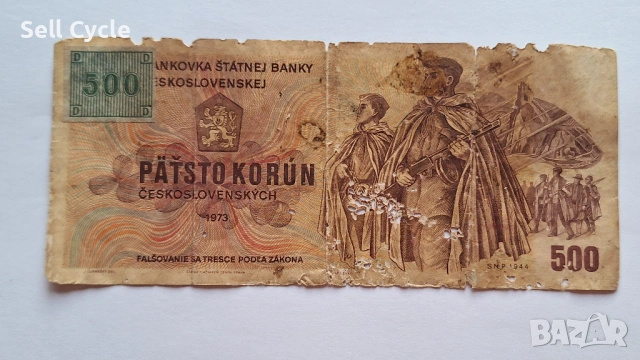 Sell Cycle
D D
500
D D
BANKOVKA ŠTÁTNEJ BANKY
ČESKOSLOVENSKEJ
PÄŤSTO KORÚN
ČESKOSLOVENSKÝCH
1973
FALŠOVANIE SA TRESCE PODĽA ZÁKONA
SNP 1944
500
BAZAR